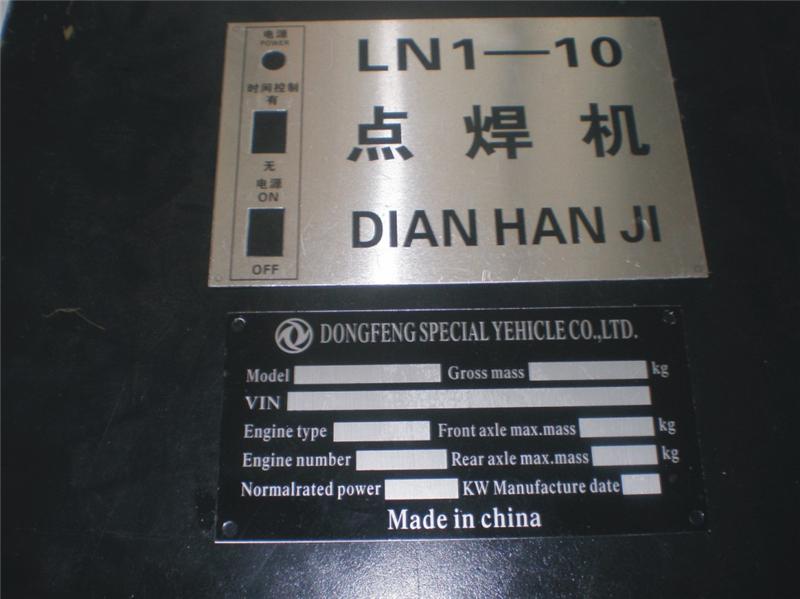 电源
POWER
时间控制
有
无
电源
ON
OFF
LN1—10
点焊机
DIAN HAN JI
DONGFENG SPECIAL YEHICLE CO.,LTD.
Model Gross mass kg
VIN
Engine type Front axle max.mass kg
Engine number Rear axle max.mass kg
Normalrated power KW Manufacture date
Made in china